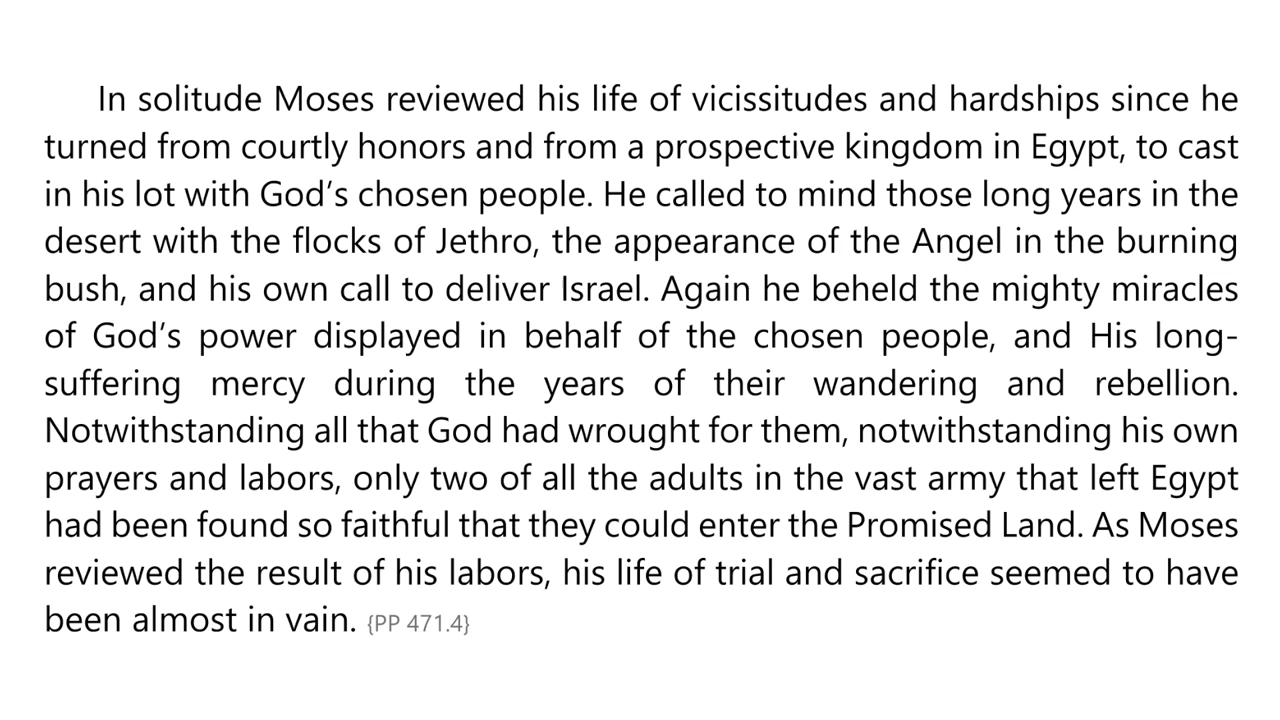 In solitude Moses reviewed his life of vicissitudes and hardships since he
turned from courtly honors and from a prospective kingdom in Egypt, to cast
in his lot with God’s chosen people. He called to mind those long years in the
desert with the flocks of Jethro, the appearance of the Angel in the burning
bush, and his own call to deliver Israel. Again he beheld the mighty miracles
of God’s power displayed in behalf of the chosen people, and His long-
suffering mercy during the years of their wandering and rebellion.
Notwithstanding all that God had wrought for them, notwithstanding his own
prayers and labors, only two of all the adults in the vast army that left Egypt
had been found so faithful that they could enter the Promised Land. As Moses
reviewed the result of his labors, his life of trial and sacrifice seemed to have
been almost in vain. {PP 471.4}